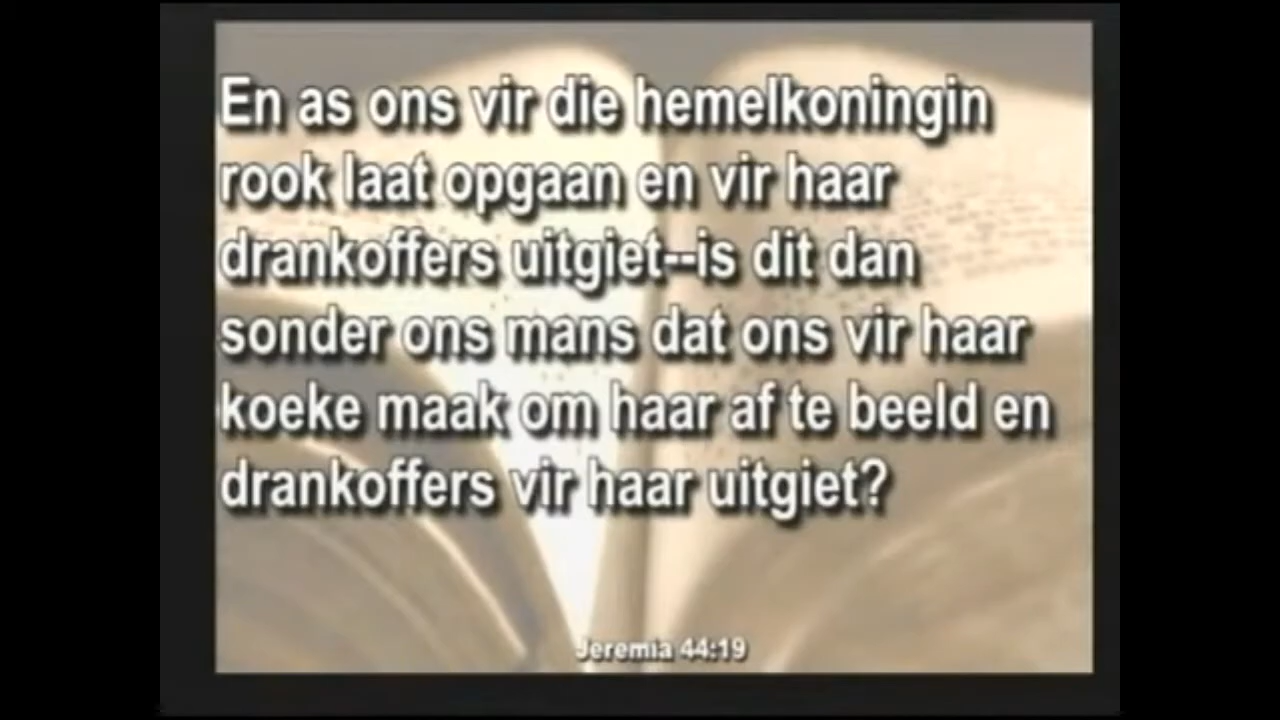 En as ons vir die hemelkoningin
rook laat opgaan en vir haar
drankoffers uitgiet--is dit dan
sonder ons mans dat ons vir haar
koeke maak om haar af te beeld en
drankoffers vir haar uitgiet?
Jeremia 44:19